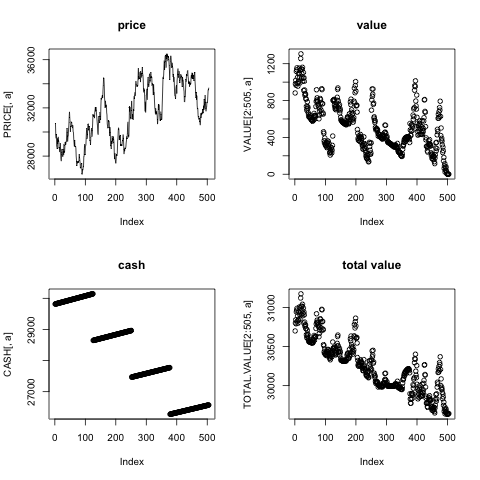 price
PRICE[, a]
28000 32000 36000
0 100 200 300 400 500
Index
value
VALUE[2:505, a]
0 400 800 1200
0 100 200 300 400 500
Index
cash
CASH[, a]
27000 29000
0 100 200 300 400 500
Index
total value
TOTAL.VALUE[2:505, a]
30000 30500 31000
0 100 200 300 400 500
Index